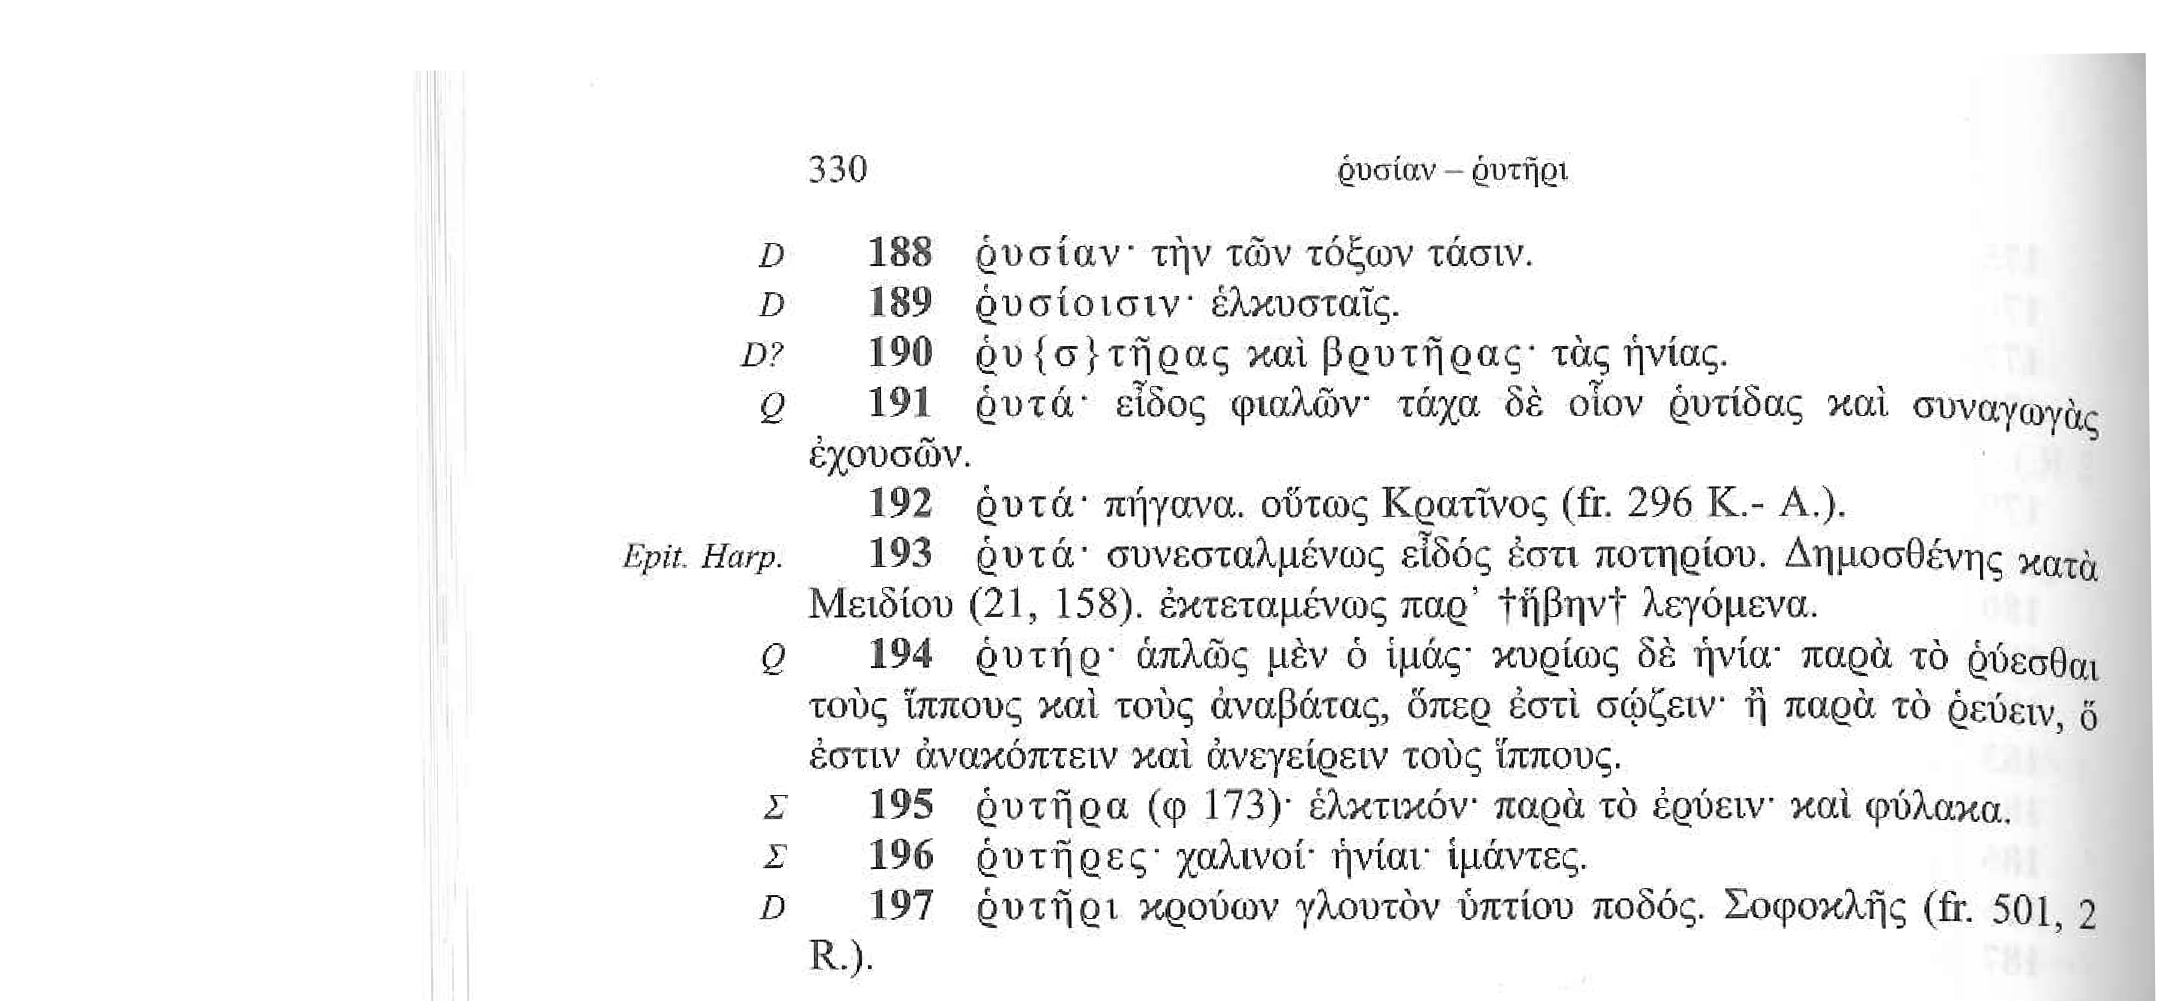 330 ῥυσίαν – ῥυτῆρι
D 188 ῥυσίαν· τὴν τῶν τόξων τάσιν.
D 189 ῥυσίοισιν· ἑλκυσταῖς.
D? 190 ῥυ{σ}τῆρας καὶ βρυτῆρας· τὰς ἡνίας.
Q 191 ῥυτά· εἶδος φιαλῶν· τάχα δὲ οἷον ῥυτίδας καὶ συναγωγὰς
ἐχουσῶν.
192 ῥυτά· πήγανα. οὕτως Κρατῖνος (fr. 296 K.- A.).
Epit. Harp. 193 ῥυτά· συνεσταλμένως εἶδός ἐστι ποτηρίου. Δημοσθένης κατὰ
Μειδίου (21, 158). ἐκτεταμένως παρ’ †ἥβην† λεγόμενα.
Q 194 ῥυτήρ· ἁπλῶς μὲν ὁ ἱμάς· κυρίως δὲ ἡνία· παρὰ τὸ ῥύεσθαι
τοὺς ἵππους καὶ τοὺς ἀναβάτας, ὅπερ ἐστὶ σῴζειν· ἢ παρὰ τὸ ῥεύειν, ὅ
ἐστιν ἀνακόπτειν καὶ ἀνεγείρειν τοὺς ἵππους.
Σ 195 ῥυτῆρα (φ 173)· ἑλκτικόν· παρὰ τὸ ἐρύειν· καὶ φύλακα.
Σ 196 ῥυτῆρες· χαλινοί· ἡνίαι· ἱμάντες.
D 197 ῥυτῆρι κρούων γλουτὸν ὑπτίου ποδός. Σοφοκλῆς (fr. 501, 2
R.).